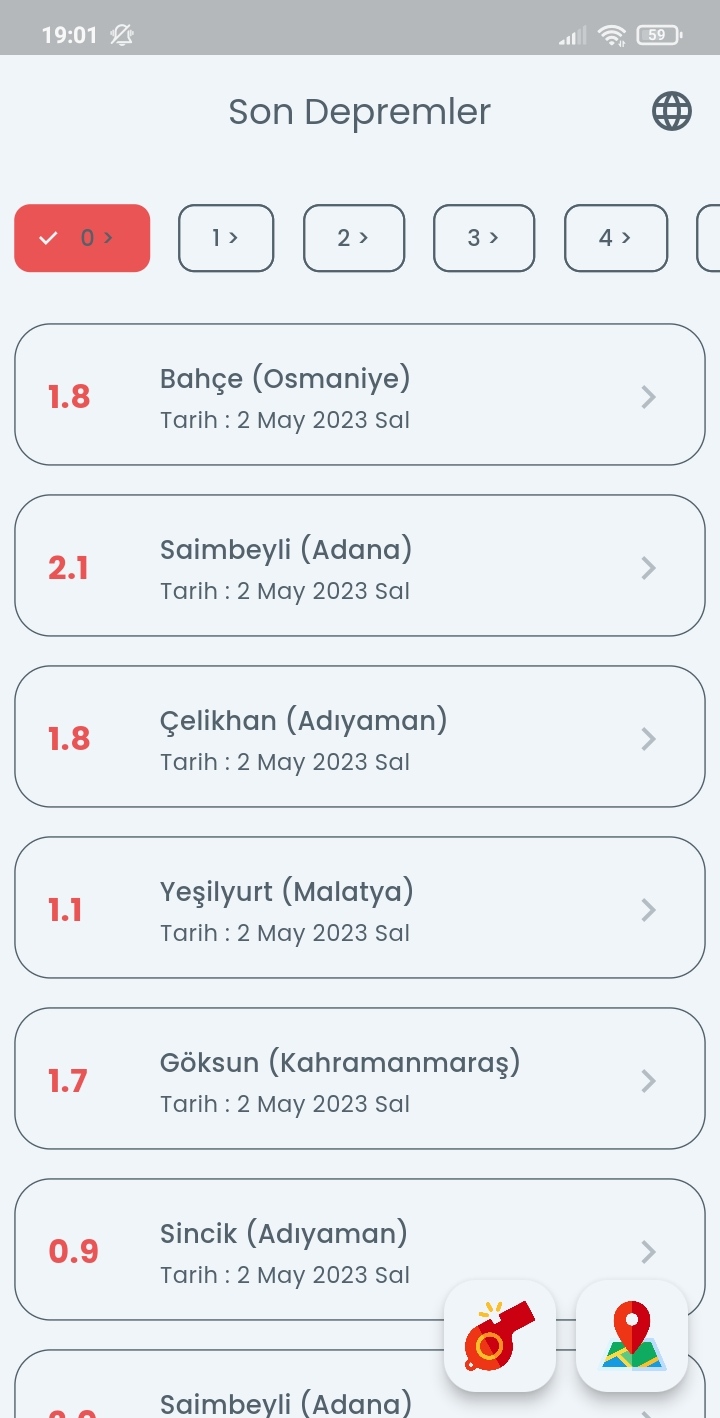 19:01
59
Son Depremler
0 >
1 >
2 >
3 >
4 >
1.8
Bahçe (Osmaniye)
Tarih : 2 May 2023 Sal
2.1
Saimbeyli (Adana)
Tarih : 2 May 2023 Sal
1.8
Çelikhan (Adıyaman)
Tarih : 2 May 2023 Sal
1.1
Yeşilyurt (Malatya)
Tarih : 2 May 2023 Sal
1.7
Göksun (Kahramanmaraş)
Tarih : 2 May 2023 Sal
0.9
Sincik (Adıyaman)
Tarih : 2 May 2023 Sal
Saimbeyli (Adana)